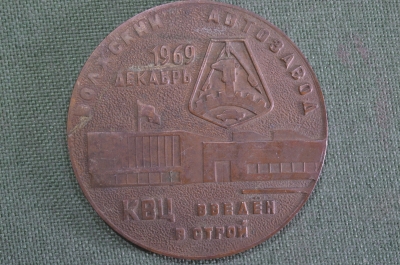 ВОЛЖСКИЙ АВТОЗАВОД
1969
ДЕКАБРЬ
КВЦ ВВЕДЁН
В СТРОЙ